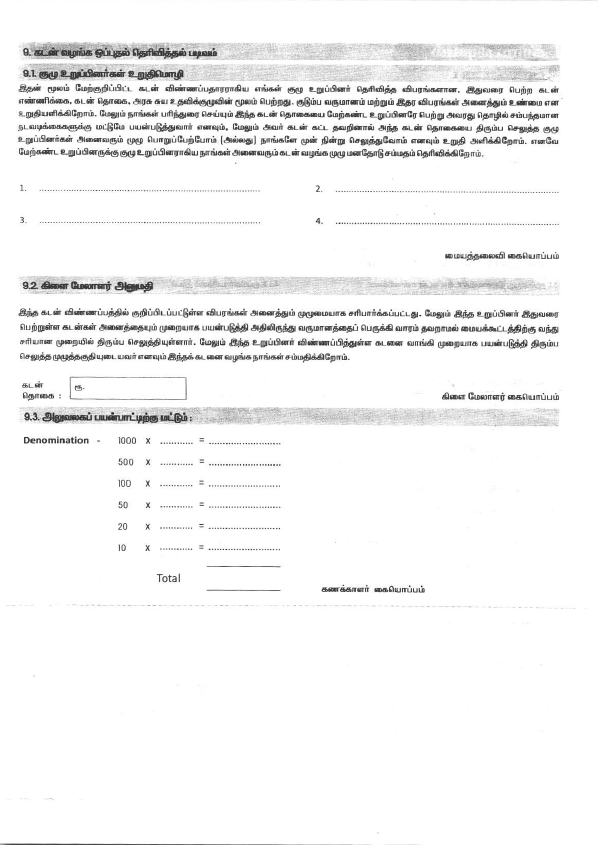 9. கடன் வழங்க ஒப்புதல் தெரிவித்தல் படிவம்
9.1. குழு உறுப்பினர்கள் உறுதிமொழி
இதன் மூலம் மேற்குறிப்பிட்ட கடன் விண்ணப்பதாரராகிய எங்கள் குழு உறுப்பினர் தெரிவித்த விபரங்களான, இதுவரை பெற்ற கடன்
எண்ணிக்கை, கடன் தொகை, அரசு சுய உதவிக்குழுவின் மூலம் பெற்றது. குடும்ப வருமானம் மற்றும் இதர விபரங்கள் அனைத்தும் உண்மை என
உறுதியளிக்கிறோம். மேலும் நாங்கள் பரிந்துரை செய்யும் இந்த கடன் தொகையை மேற்கண்ட உறுப்பினரே பெற்று அவரது தொழில் சம்பந்தமான
நடவடிக்கைகளுக்கு மட்டுமே பயன்படுத்துவார் எனவும், மேலும் அவர் கடன் கட்ட தவறினால் அந்த கடன் தொகையை திரும்ப செலுத்த குழு
உறுப்பினர்கள் அனைவரும் முழு பொறுப்பேற்போம் (அல்லது) நாங்களே முன் நின்று செலுத்துவோம் எனவும் உறுதி அளிக்கிறோம். எனவே
மேற்கண்ட உறுப்பினருக்கு குழு உறுப்பினராகிய நாங்கள் அனைவரும் கடன் வழங்க முழு மனதோடு சம்மதம் தெரிவிக்கிறோம்.
1. ............................................................ 2. ............................................................
3. ............................................................ 4. ............................................................
மையத்தலைவி கையொப்பம்
9.2. கிளை மேலாளர் அனுமதி
இந்த கடன் விண்ணப்பத்தில் குறிப்பிடப்பட்டுள்ள விபரங்கள் அனைத்தும் முழுமையாக சரிபார்க்கப்பட்டது. மேலும் இந்த உறுப்பினர் இதுவரை
பெற்றுள்ள கடன்கள் அனைத்தையும் முறையாக பயன்படுத்தி அதிலிருந்து வருமானத்தைப் பெருக்கி வாரம் தவறாமல் மையக்கூட்டத்திற்கு வந்து
சரியான முறையில் திரும்ப செலுத்தியுள்ளார். மேலும் இந்த உறுப்பினர் விண்ணப்பித்துள்ள கடனை வாங்கி முறையாக பயன்படுத்தி திரும்ப
செலுத்த முழுத்தகுதியுடையவர் எனவும் இந்தக் கடனை வழங்க நாங்கள் சம்மதிக்கிறோம்.
கடன்
தொகை : ரூ.
கிளை மேலாளர் கையொப்பம்
9.3. அலுவலகப் பயன்பாட்டிற்கு மட்டும் :
Denomination - 1000 x ............ = .........................
500 x ............ = .........................
100 x ............ = .........................
50 x ............ = .........................
20 x ............ = .........................
10 x ............ = .........................
Total
கணக்காளர் கையொப்பம்